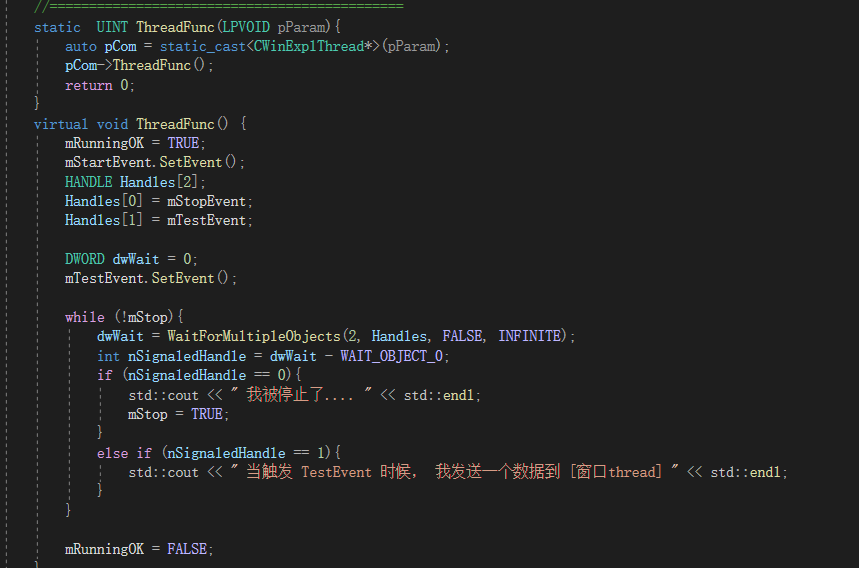 //=============================================
static  UINT ThreadFunc(LPVOID pParam){
    auto pCom = static_cast<CWinExplThread*>(pParam);
    pCom->ThreadFunc();
    return 0;
}
virtual void ThreadFunc() {
    mRunningOK = TRUE;
    mStartEvent.SetEvent();
    HANDLE Handles[2];
    Handles[0] = mStopEvent;
    Handles[1] = mTestEvent;

    DWORD dwWait = 0;
    mTestEvent.SetEvent();

    while (!mStop){
        dwWait = WaitForMultipleObjects(2, Handles, FALSE, INFINITE);
        int nSignaledHandle = dwWait - WAIT_OBJECT_0;
        if (nSignaledHandle == 0){
            std::cout << " 我被停止了.... " << std::endl;
            mStop = TRUE;
        }
        else if (nSignaledHandle == 1){
            std::cout << " 当触发 TestEvent 时候， 我发送一个数据到 [窗口thread] " << std::endl;
        }
    }

    mRunningOK = FALSE;